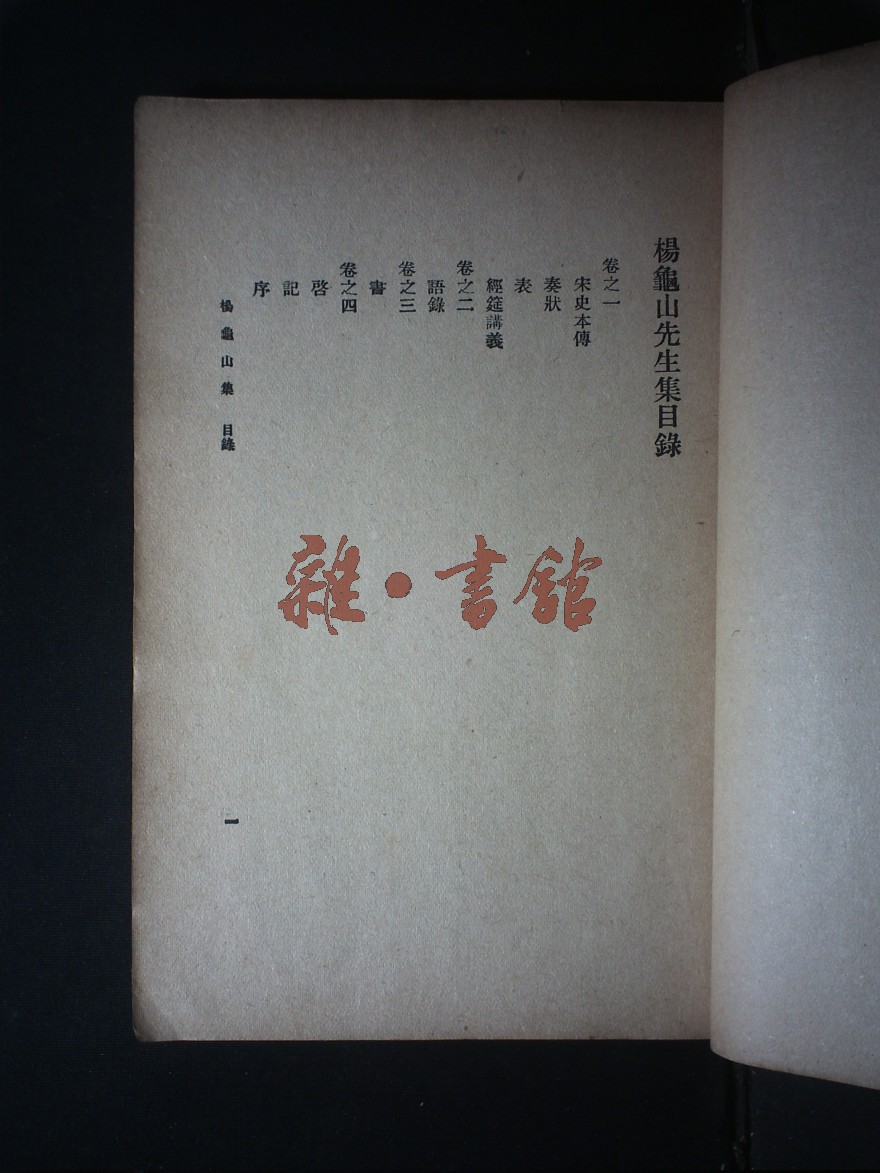 楊龜山先生集目錄
卷之一
宋史本傳
奏狀
表
經筵講義
卷之二
語錄
卷之三
書
卷之四
啓
記
序
楊龜山集 目錄
一
雜·書館